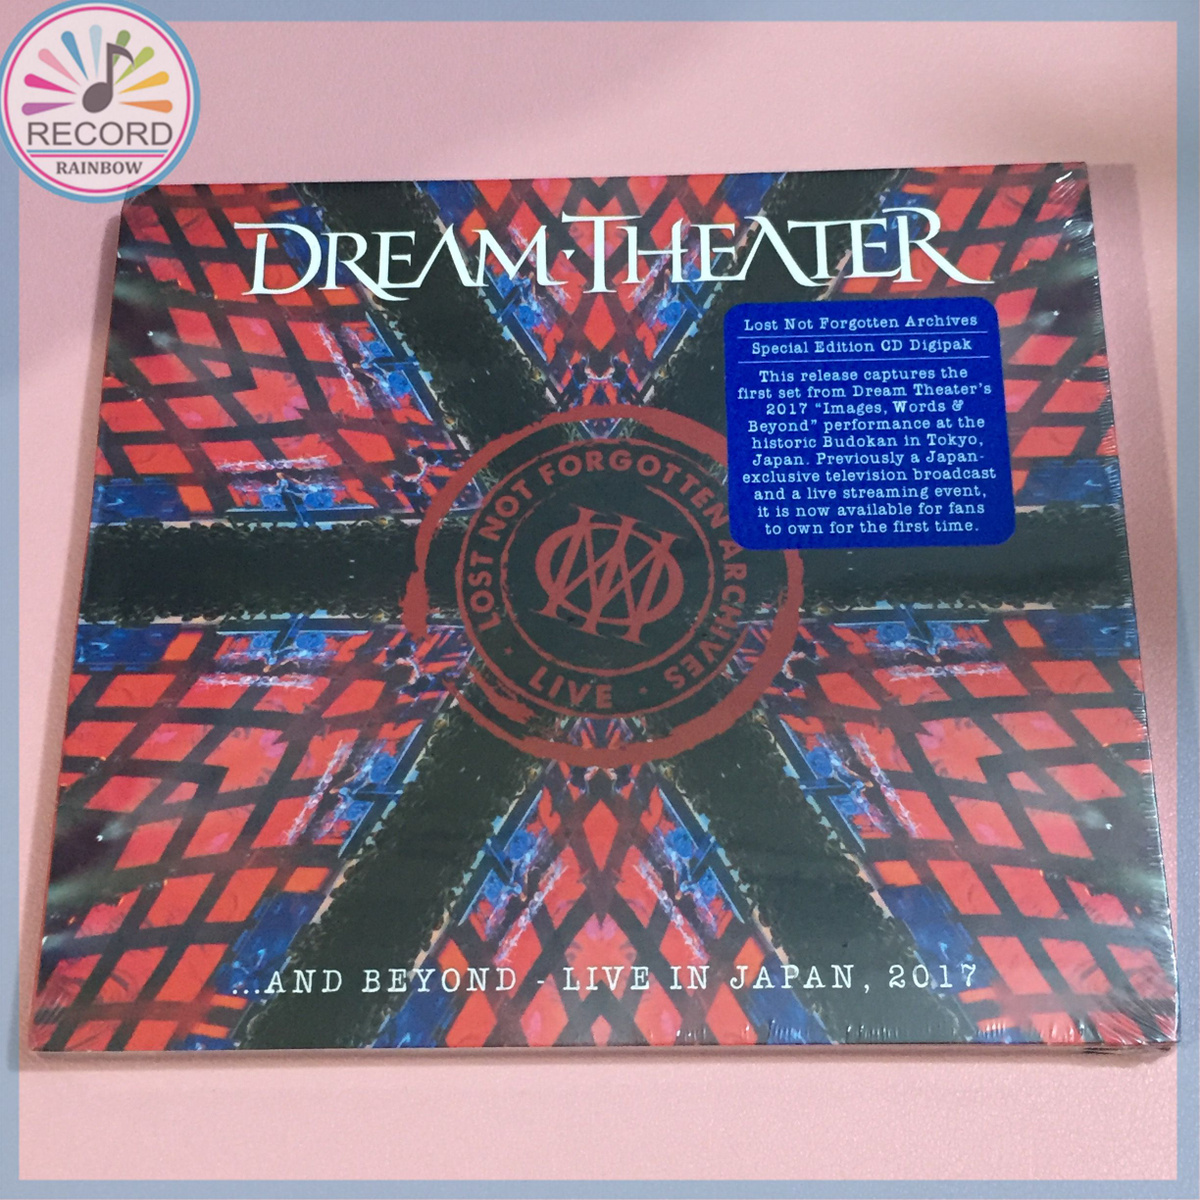 RECORD
RAINBOW
DREAM THEATER
Lost Not Forgotten Archives
Special Edition CD Digipak
This release captures the
first set from Dream Theater's
2017 "Images, Words &
Beyond" performance at the
historic Budokan in Tokyo,
Japan. Previously a Japan-
exclusive television broadcast
and a live streaming event,
it is now available for fans
to own for the first time.
LOST NOT FORGOTTEN ARCHIVES
· LIVE ·
...AND BEYOND - LIVE IN JAPAN, 2017